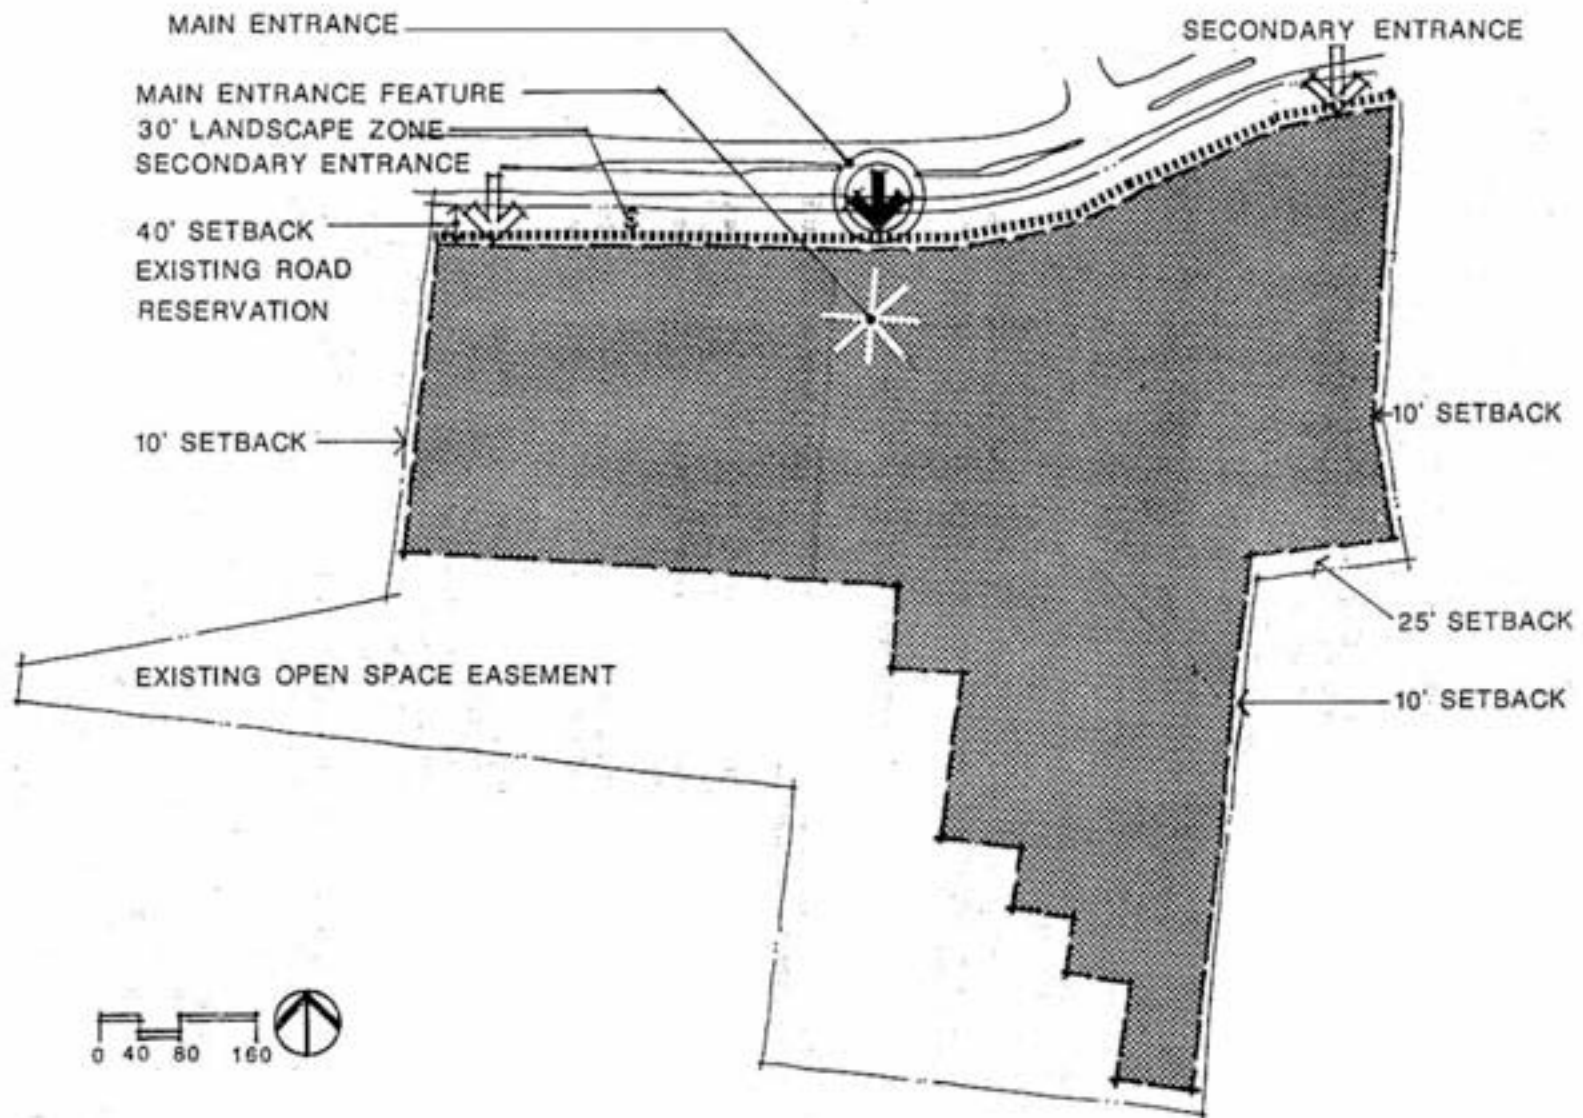 MAIN ENTRANCE
SECONDARY ENTRANCE
MAIN ENTRANCE FEATURE
30' LANDSCAPE ZONE
SECONDARY ENTRANCE
40' SETBACK
EXISTING ROAD
RESERVATION
10' SETBACK
10' SETBACK
25' SETBACK
EXISTING OPEN SPACE EASEMENT
10' SETBACK
0 40 80 160